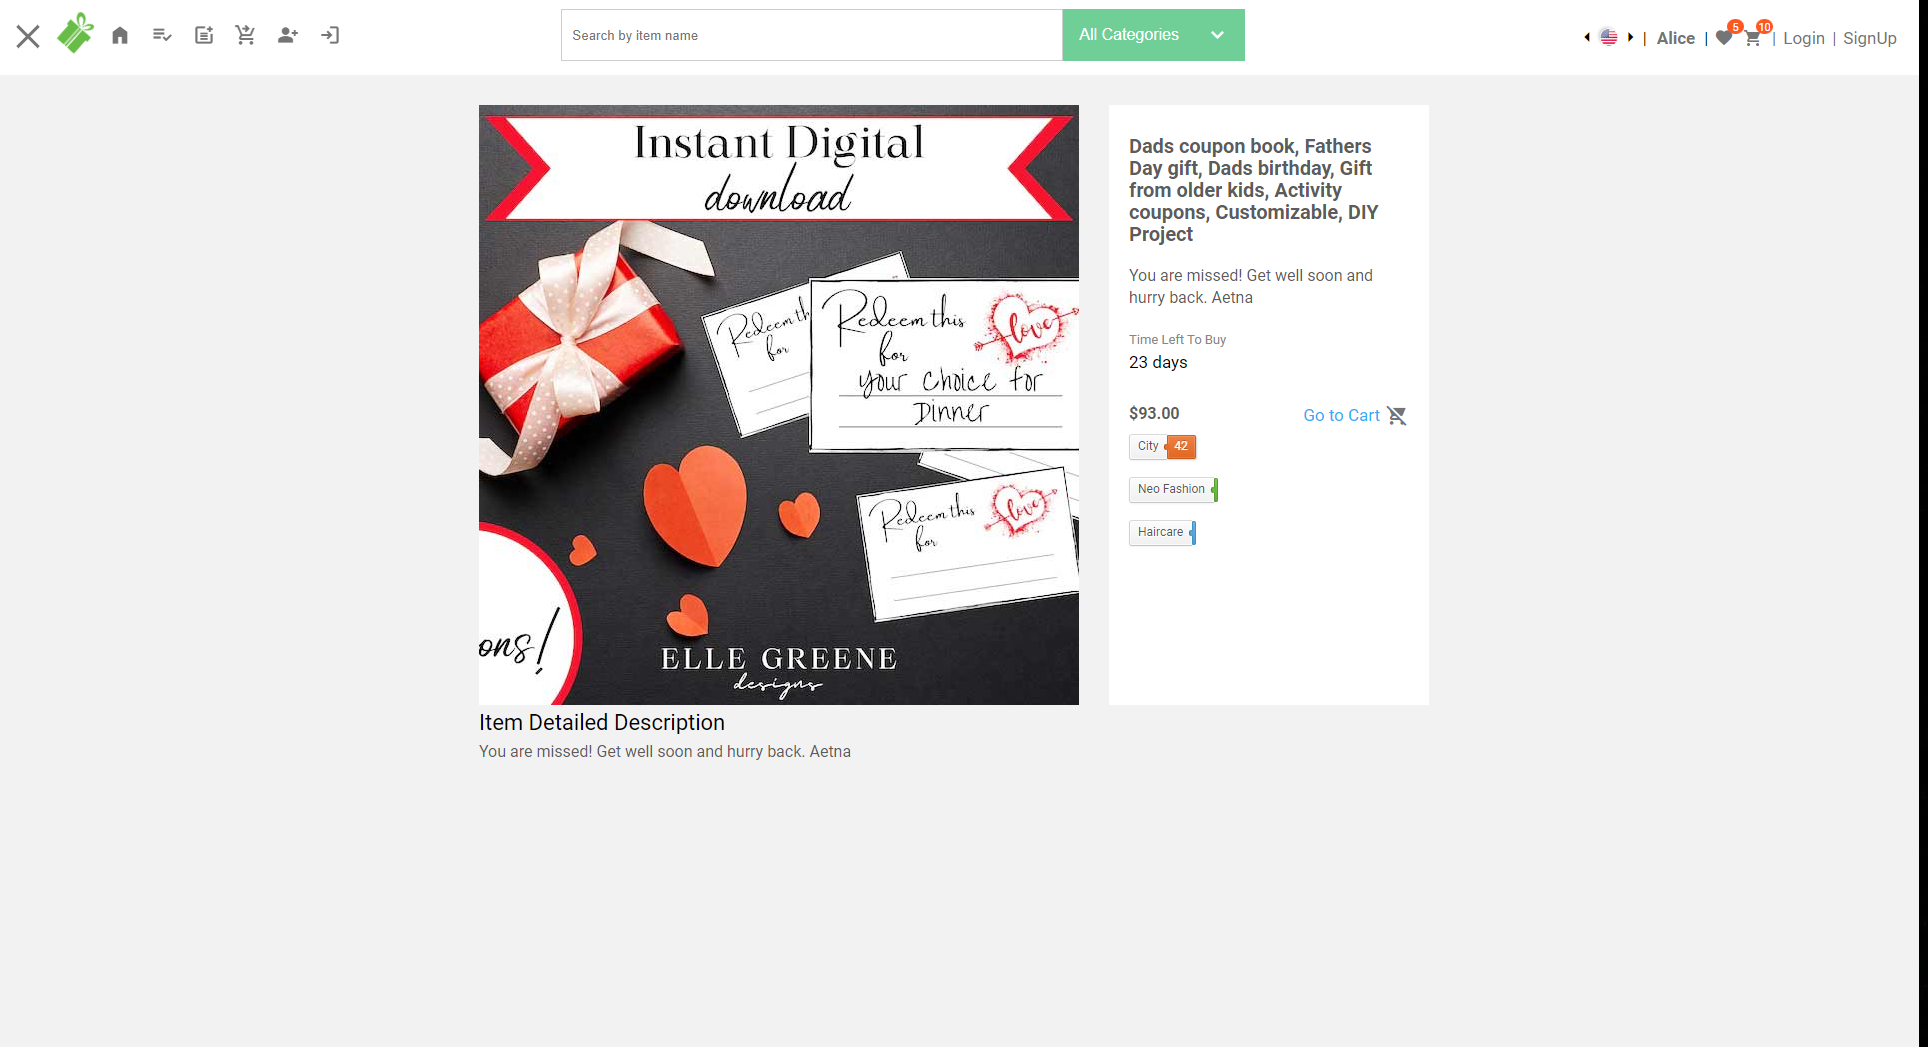 Search by item name
All Categories
| Alice | 5 10 | Login | SignUp
Instant Digital
download
Redeem this
for
Redeem th
for
your choice for
Dinner
love
Redeem this
for
love
ons!
ELLE GREENE
designs
Dads coupon book, Fathers
Day gift, Dads birthday, Gift
from older kids, Activity
coupons, Customizable, DIY
Project
You are missed! Get well soon and
hurry back. Aetna
Time Left To Buy
23 days
$93.00
Go to Cart
City 42
Neo Fashion
Haircare
Item Detailed Description
You are missed! Get well soon and hurry back. Aetna